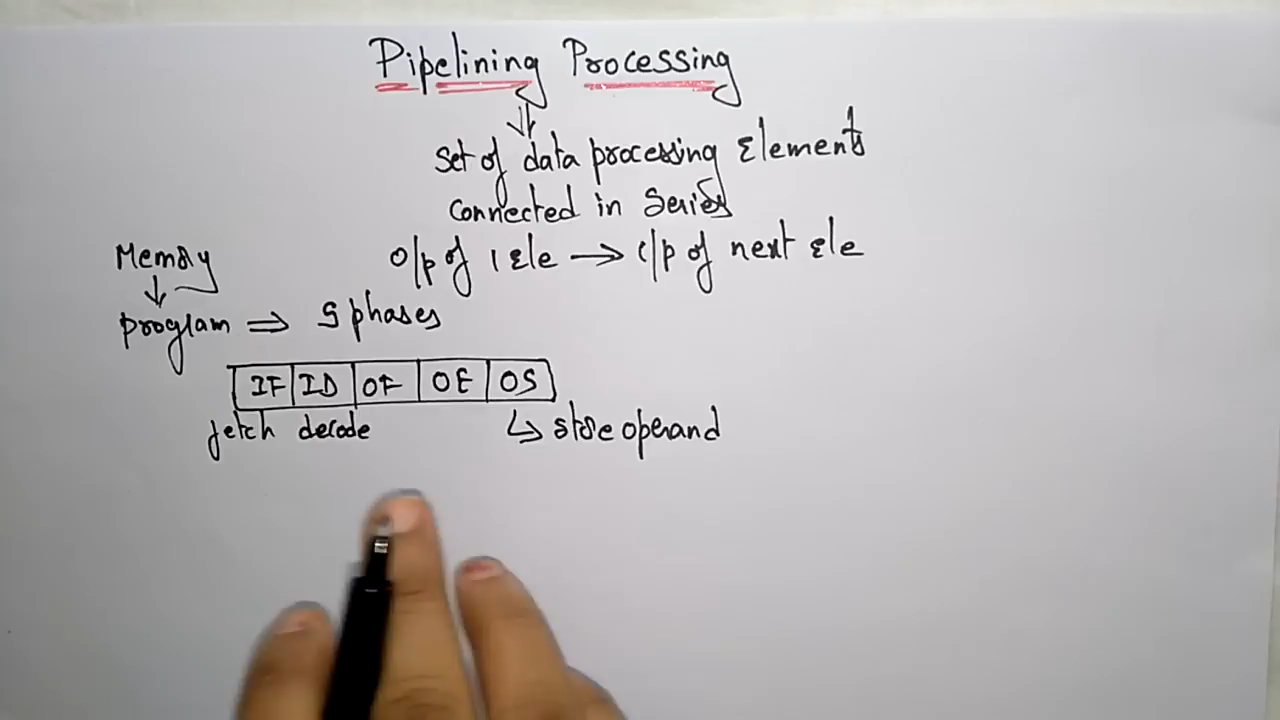 Pipelining Processing
⇓
Set of data processing Elements
Connected in Series
O/p of 1 Ele → i/p of next Ele
Memory
↓
program ⇒ 5 phases
IF ID OF OE OS
fetch decode ↳ store operand